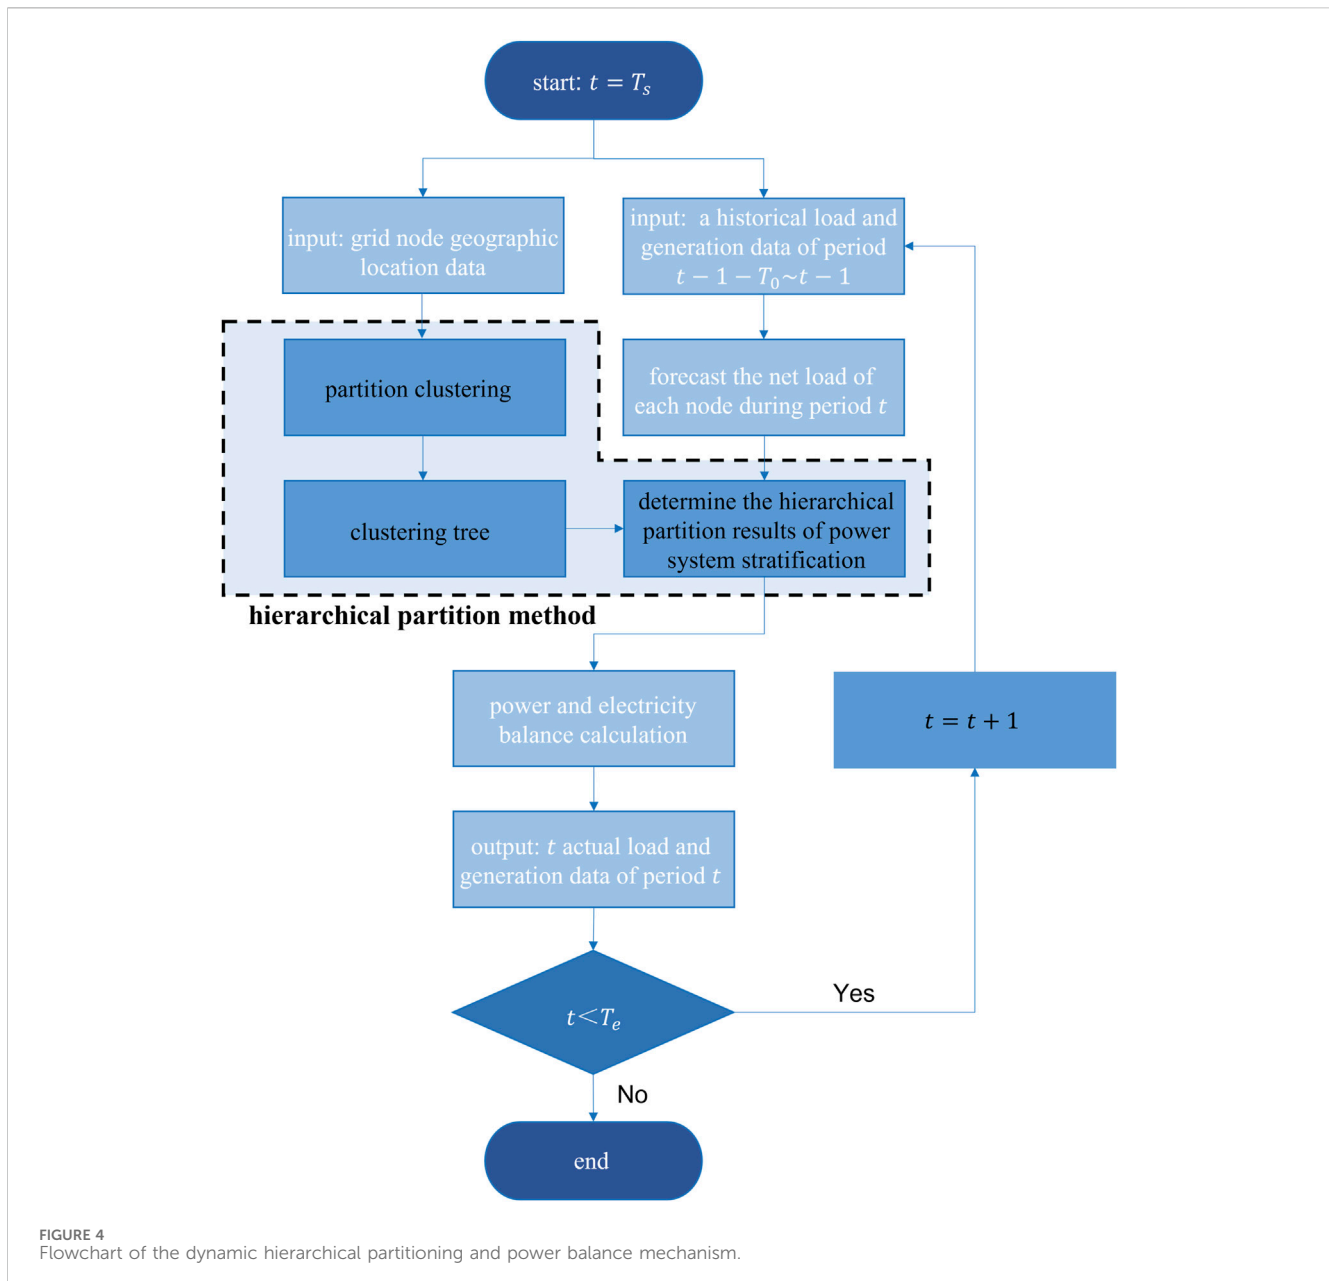 start: t = Tₛ
input: grid node geographic
location data
input:  a historical load and
generation data of period
t − 1 − T₀~t − 1
partition clustering
forecast the net load of
each node during period t
clustering tree
determine the hierarchical
partition results of power
system stratification
hierarchical partition method
power and electricity
balance calculation
t = t + 1
output: t actual load and
generation data of period t
t<Tₑ
Yes
No
end
FIGURE 4
Flowchart of the dynamic hierarchical partitioning and power balance mechanism.